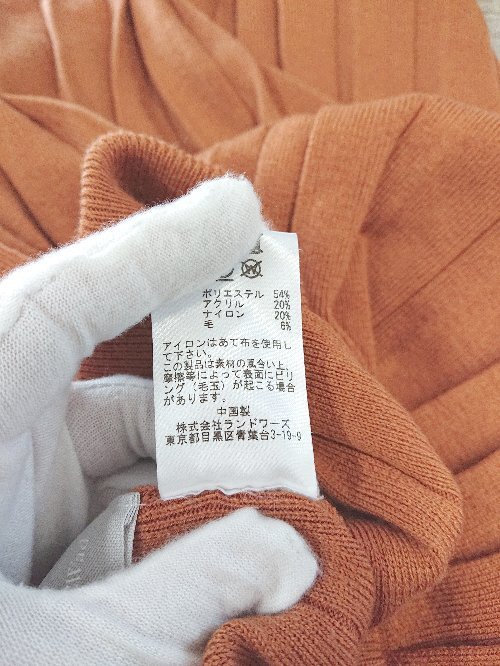 ポリエステル 54%
アクリル 20%
ナイロン 20%
毛 6%
アイロンはあて布を使用し
て下さい。
この製品は素材の風合い上、
摩擦等によって表面にピリ
ング(毛玉)が起こる場合
があります。
中国製
株式会社ランドワーズ
東京都目黒区青葉台3-19-9